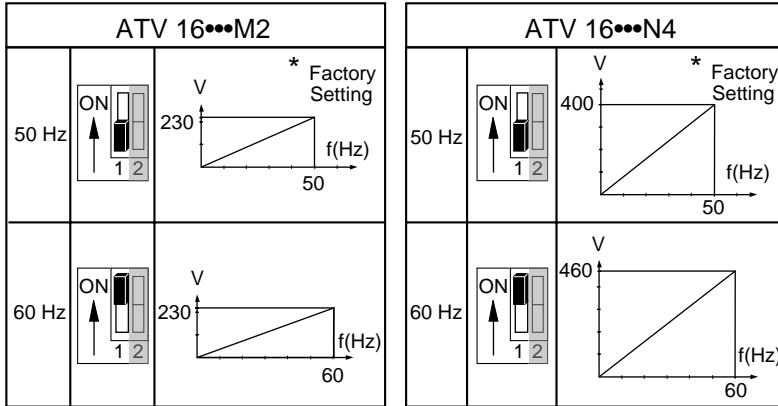 ATV 16•••M2
50 Hz
ON
1 2
V
* Factory
Setting
230
f(Hz)
50
60 Hz
ON
1 2
V
230
f(Hz)
60
ATV 16•••N4
50 Hz
ON
1 2
V
* Factory
Setting
400
f(Hz)
50
60 Hz
ON
1 2
V
460
f(Hz)
60